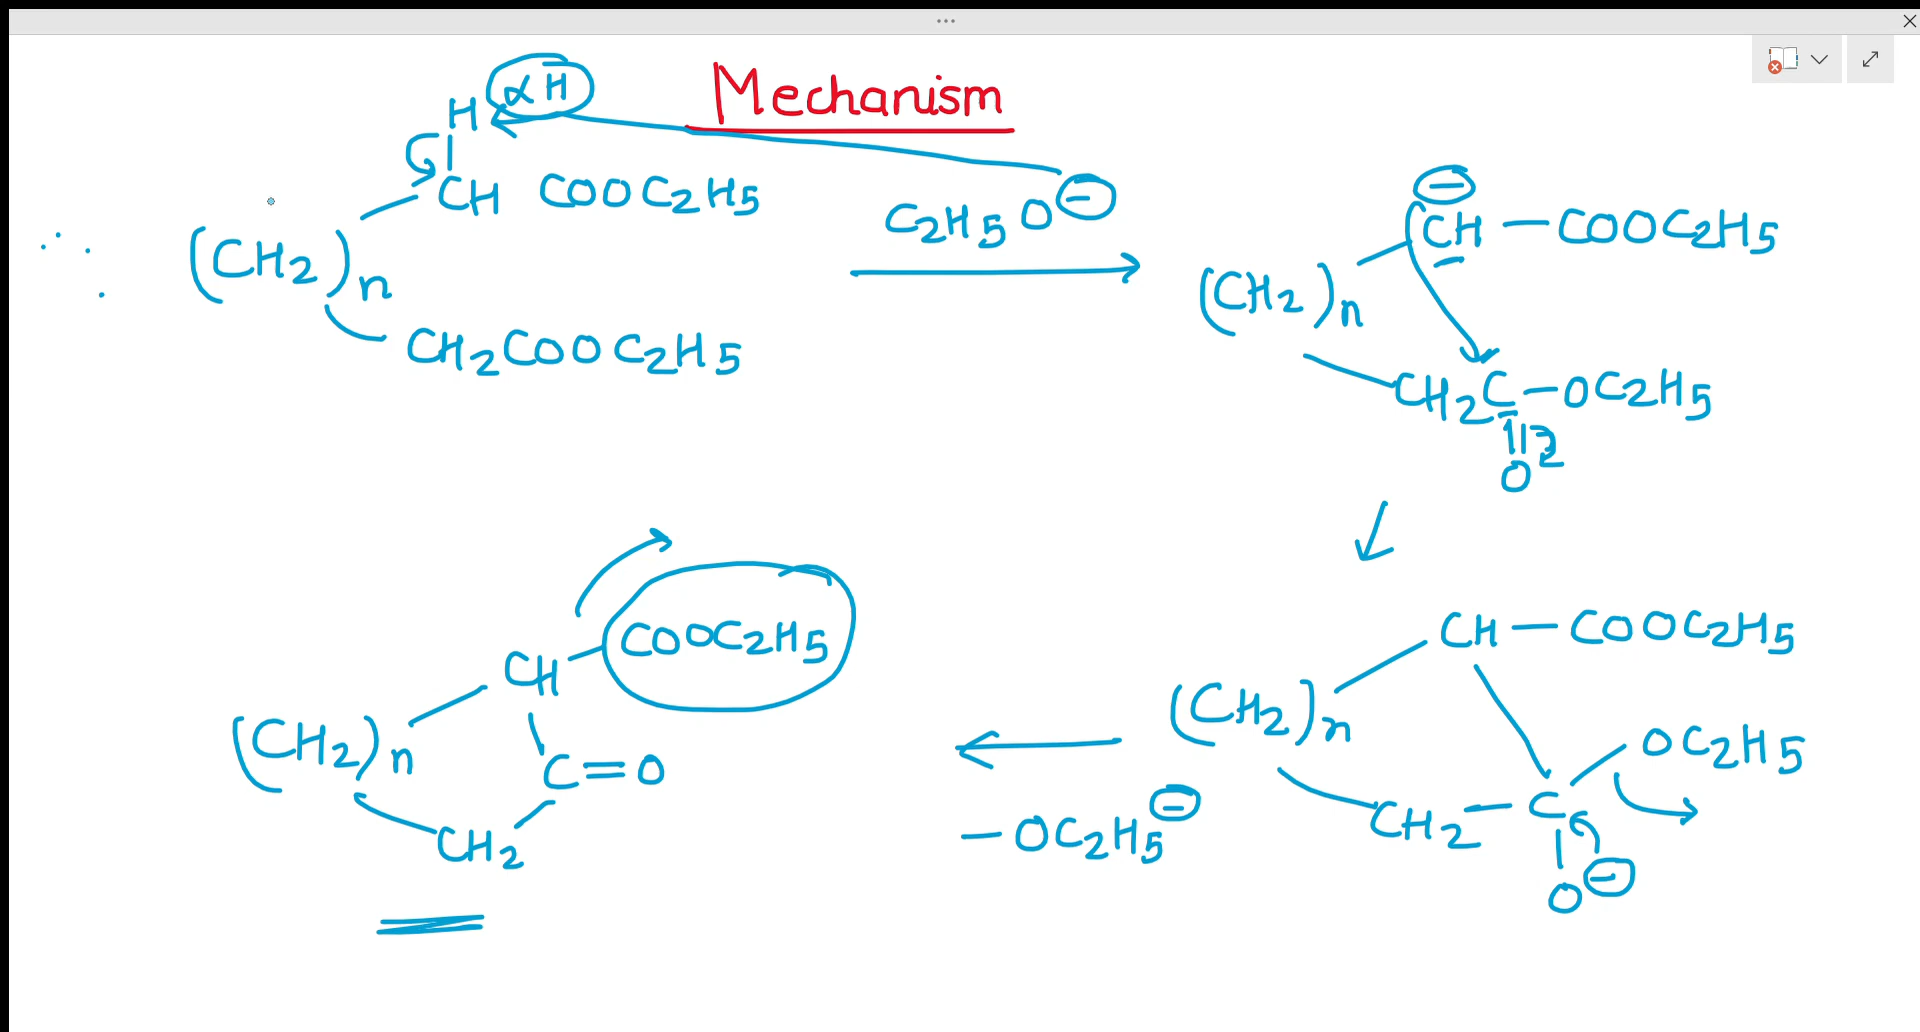 Mechanism
αH
H
CH COOC2H5
(CH2)n
CH2COOC2H5
C2H5O⊖
⊖
CH — COOC2H5
(CH2)n
CH2C — OC2H5
O
CH — COOC2H5
(CH2)n
OC2H5
CH2 — C
O⊖
— OC2H5⊖
COOC2H5
CH
(CH2)n
C=O
CH2